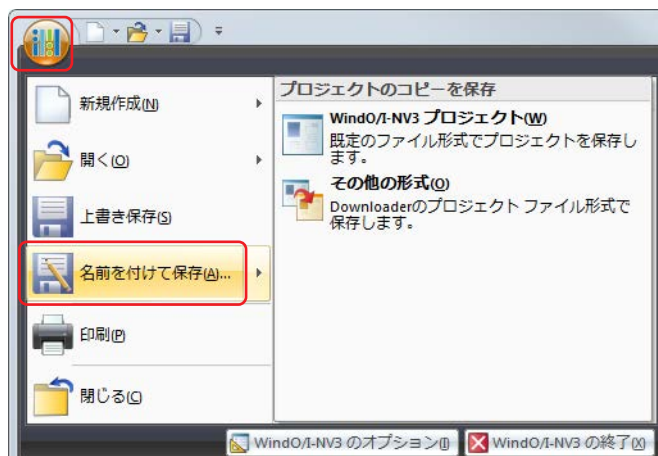 新規作成(N)
開く(O)
上書き保存(S)
名前を付けて保存(A)...
印刷(P)
閉じる(C)
プロジェクトのコピーを保存
WindO/I-NV3 プロジェクト(W)
既定のファイル形式でプロジェクトを保存し
ます。
その他の形式(O)
Downloaderのプロジェクト ファイル形式で
保存します。
WindO/I-NV3 のオプション(I)
WindO/I-NV3 の終了(X)